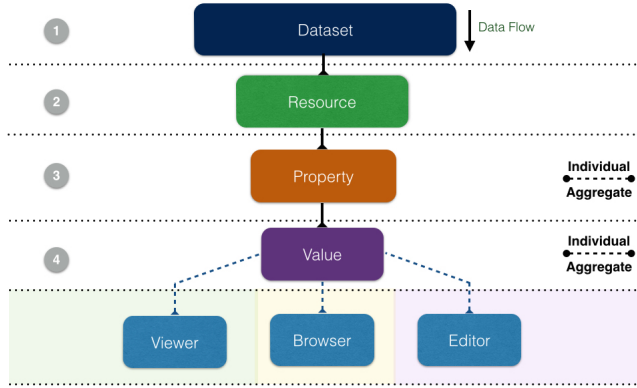 1
Dataset
Data Flow
2
Resource
3
Property
Individual
Aggregate
4
Value
Individual
Aggregate
Viewer
Browser
Editor